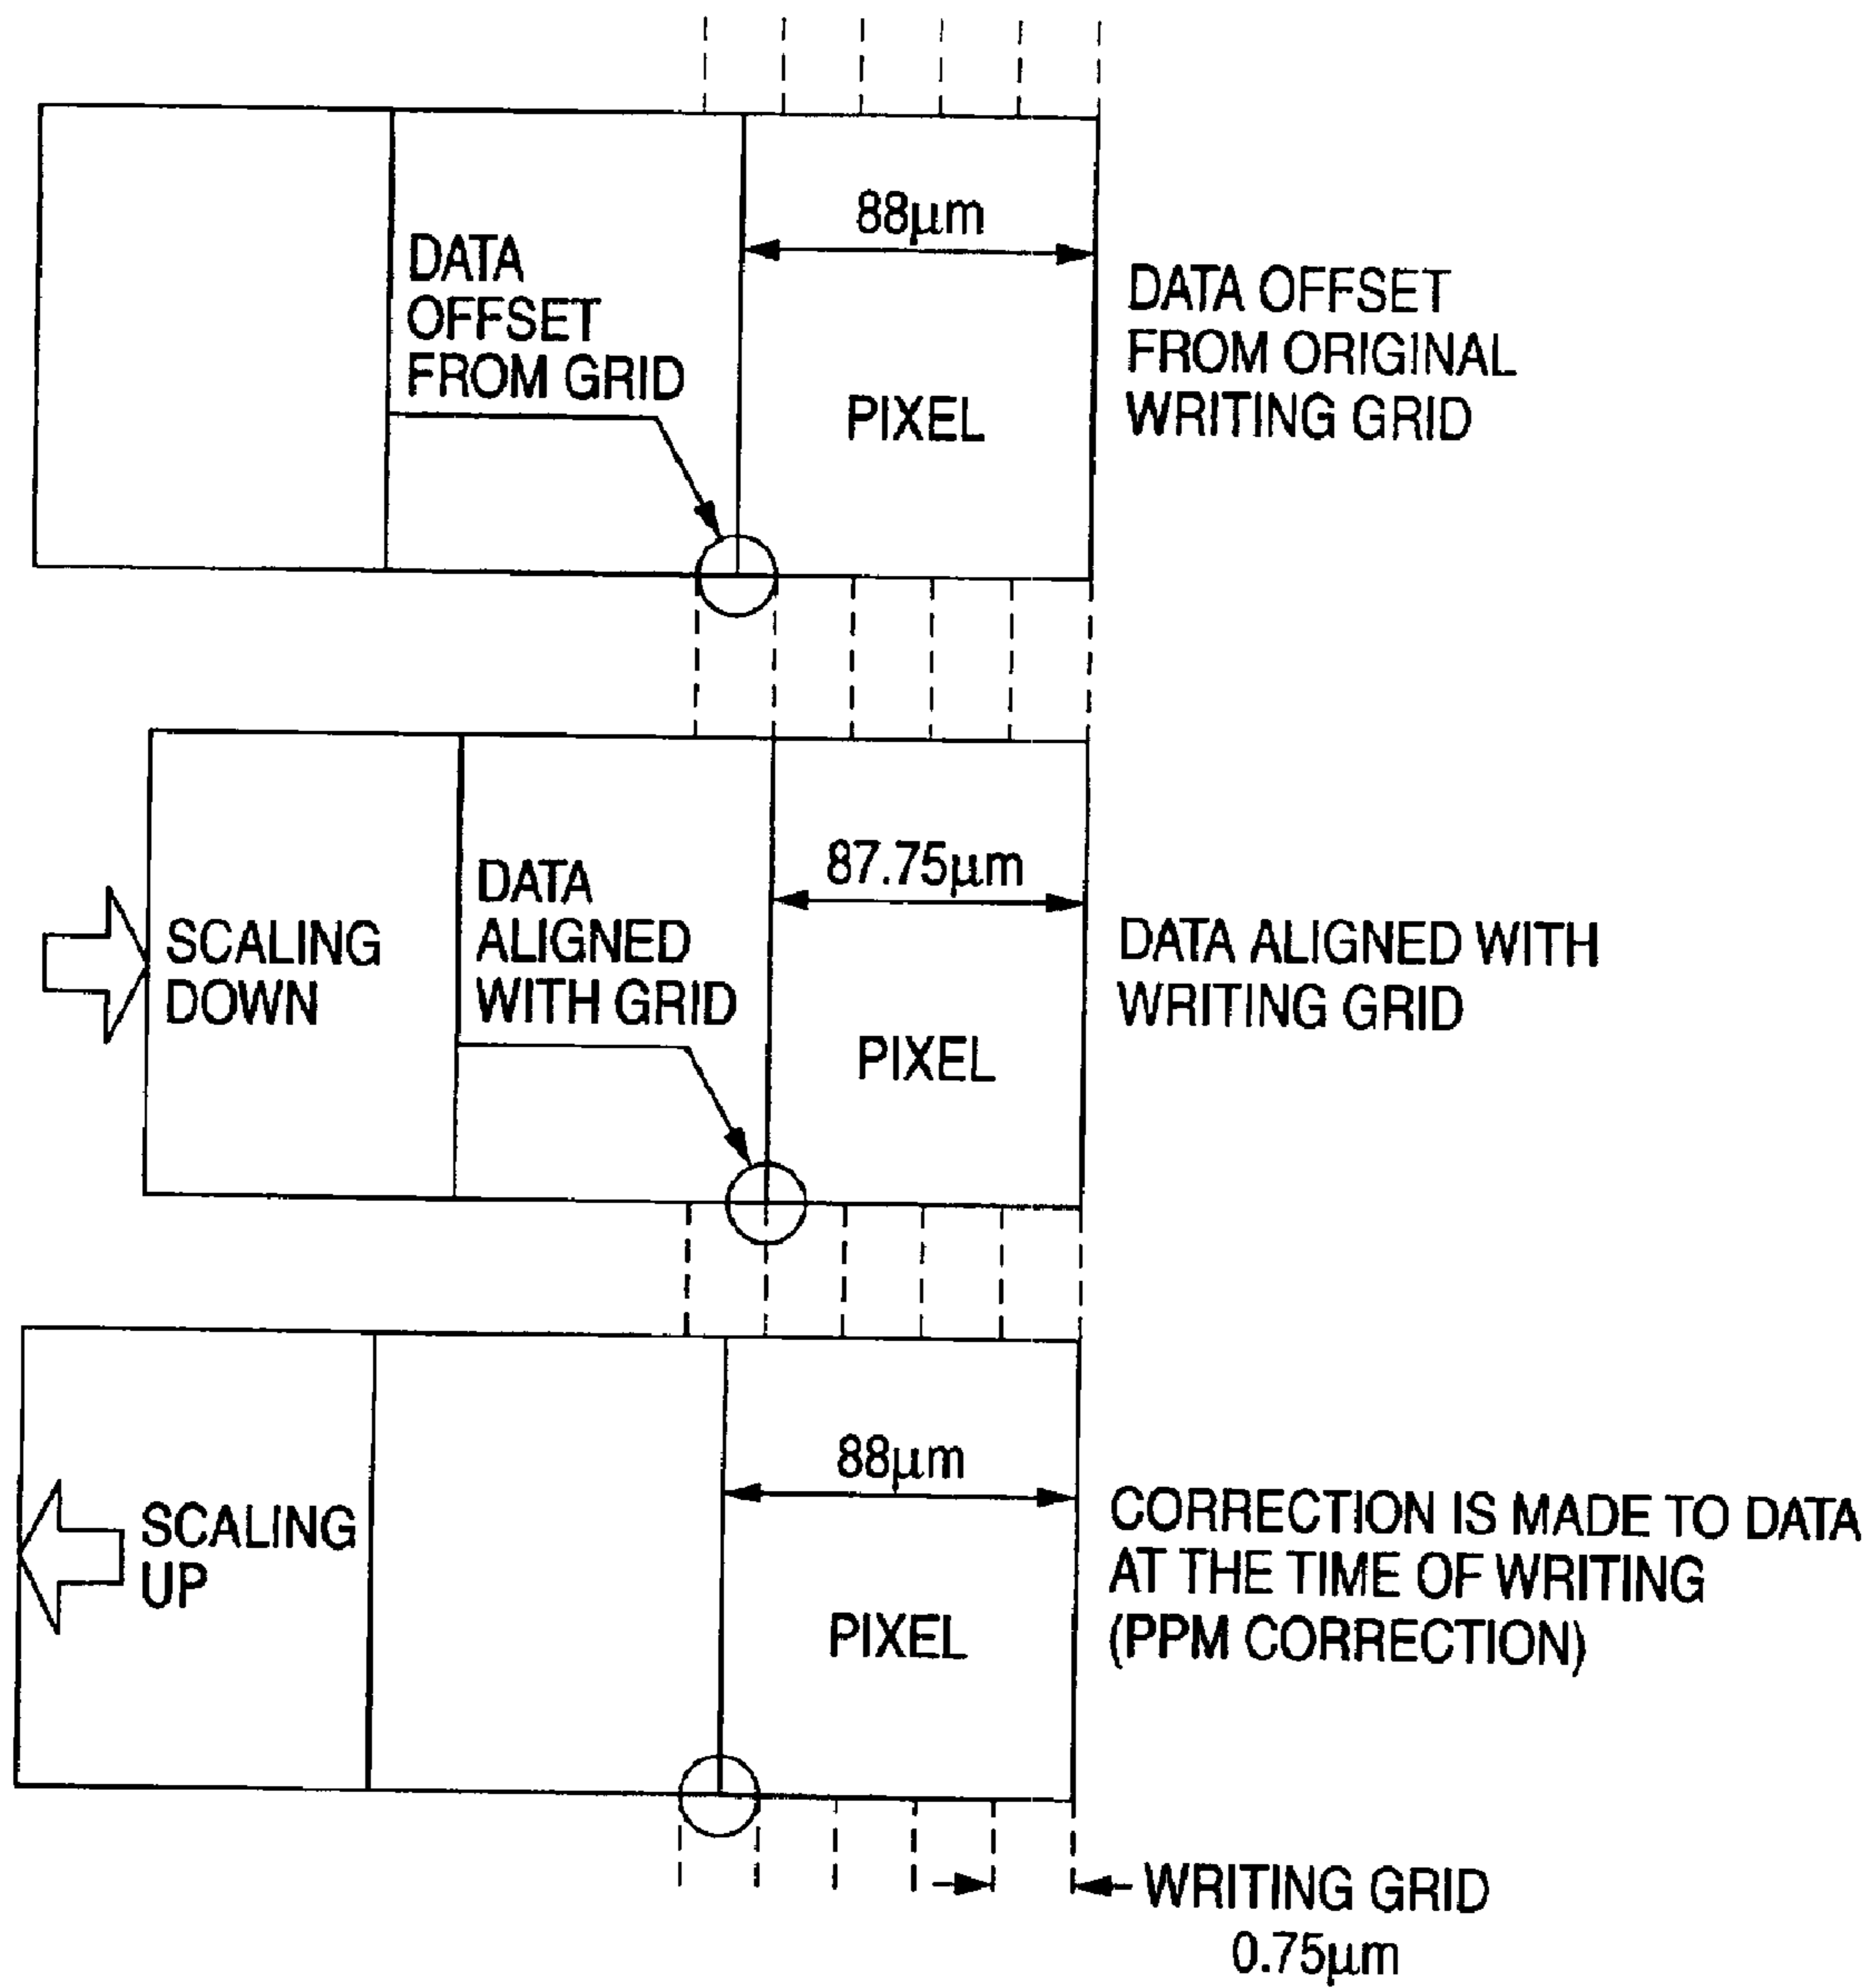 88μm
DATA
OFFSET
FROM GRID
PIXEL
DATA OFFSET
FROM ORIGINAL
WRITING GRID
SCALING
DOWN
DATA
ALIGNED
WITH GRID
87.75μm
PIXEL
DATA ALIGNED WITH
WRITING GRID
SCALING
UP
88μm
PIXEL
CORRECTION IS MADE TO DATA
AT THE TIME OF WRITING
(PPM CORRECTION)
WRITING GRID
0.75μm